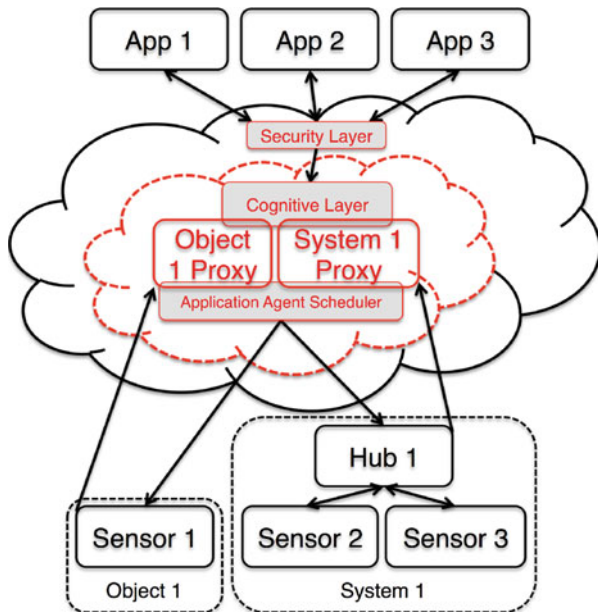 App 1
App 2
App 3
Security Layer
Cognitive Layer
Object
1 Proxy
System 1
Proxy
Application Agent Scheduler
Hub 1
Sensor 1
Sensor 2
Sensor 3
Object 1
System 1